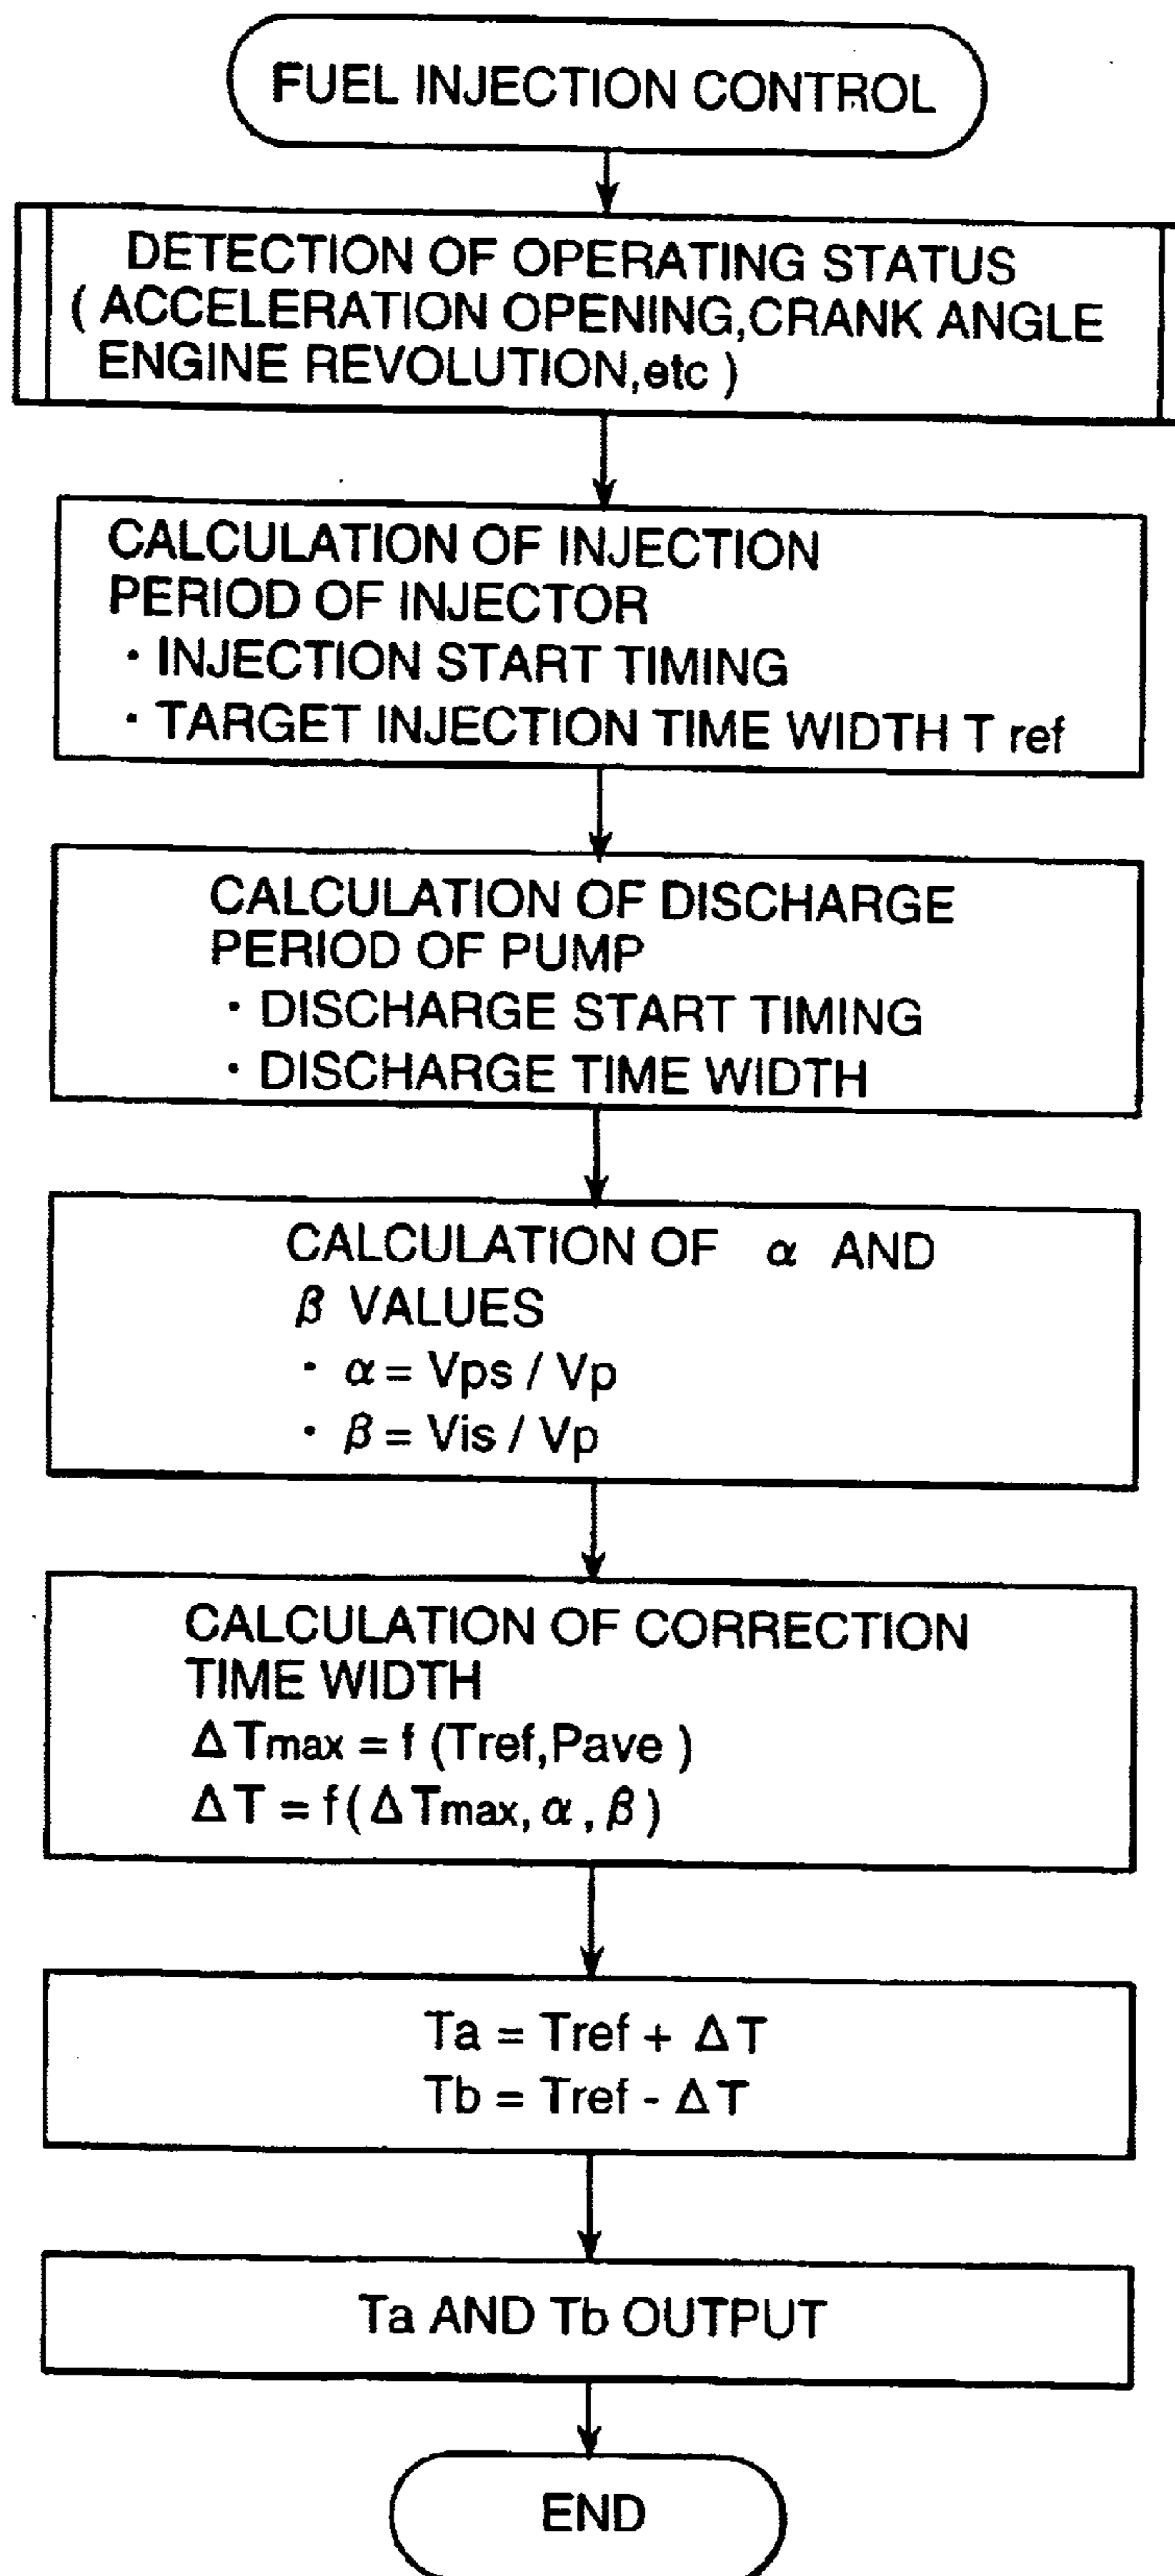 FUEL INJECTION CONTROL
DETECTION OF OPERATING STATUS
( ACCELERATION OPENING,CRANK ANGLE
ENGINE REVOLUTION,etc )
CALCULATION OF INJECTION
PERIOD OF INJECTOR
・INJECTION START TIMING
・TARGET INJECTION TIME WIDTH T ref
CALCULATION OF DISCHARGE
PERIOD OF PUMP
・DISCHARGE START TIMING
・DISCHARGE TIME WIDTH
CALCULATION OF α AND
β VALUES
・ α = Vps / Vp
・ β = Vis / Vp
CALCULATION OF CORRECTION
TIME WIDTH
ΔTmax = f (Tref,Pave )
ΔT = f( ΔTmax, α , β )
Ta = Tref + ΔT
Tb = Tref - ΔT
Ta AND Tb OUTPUT
END